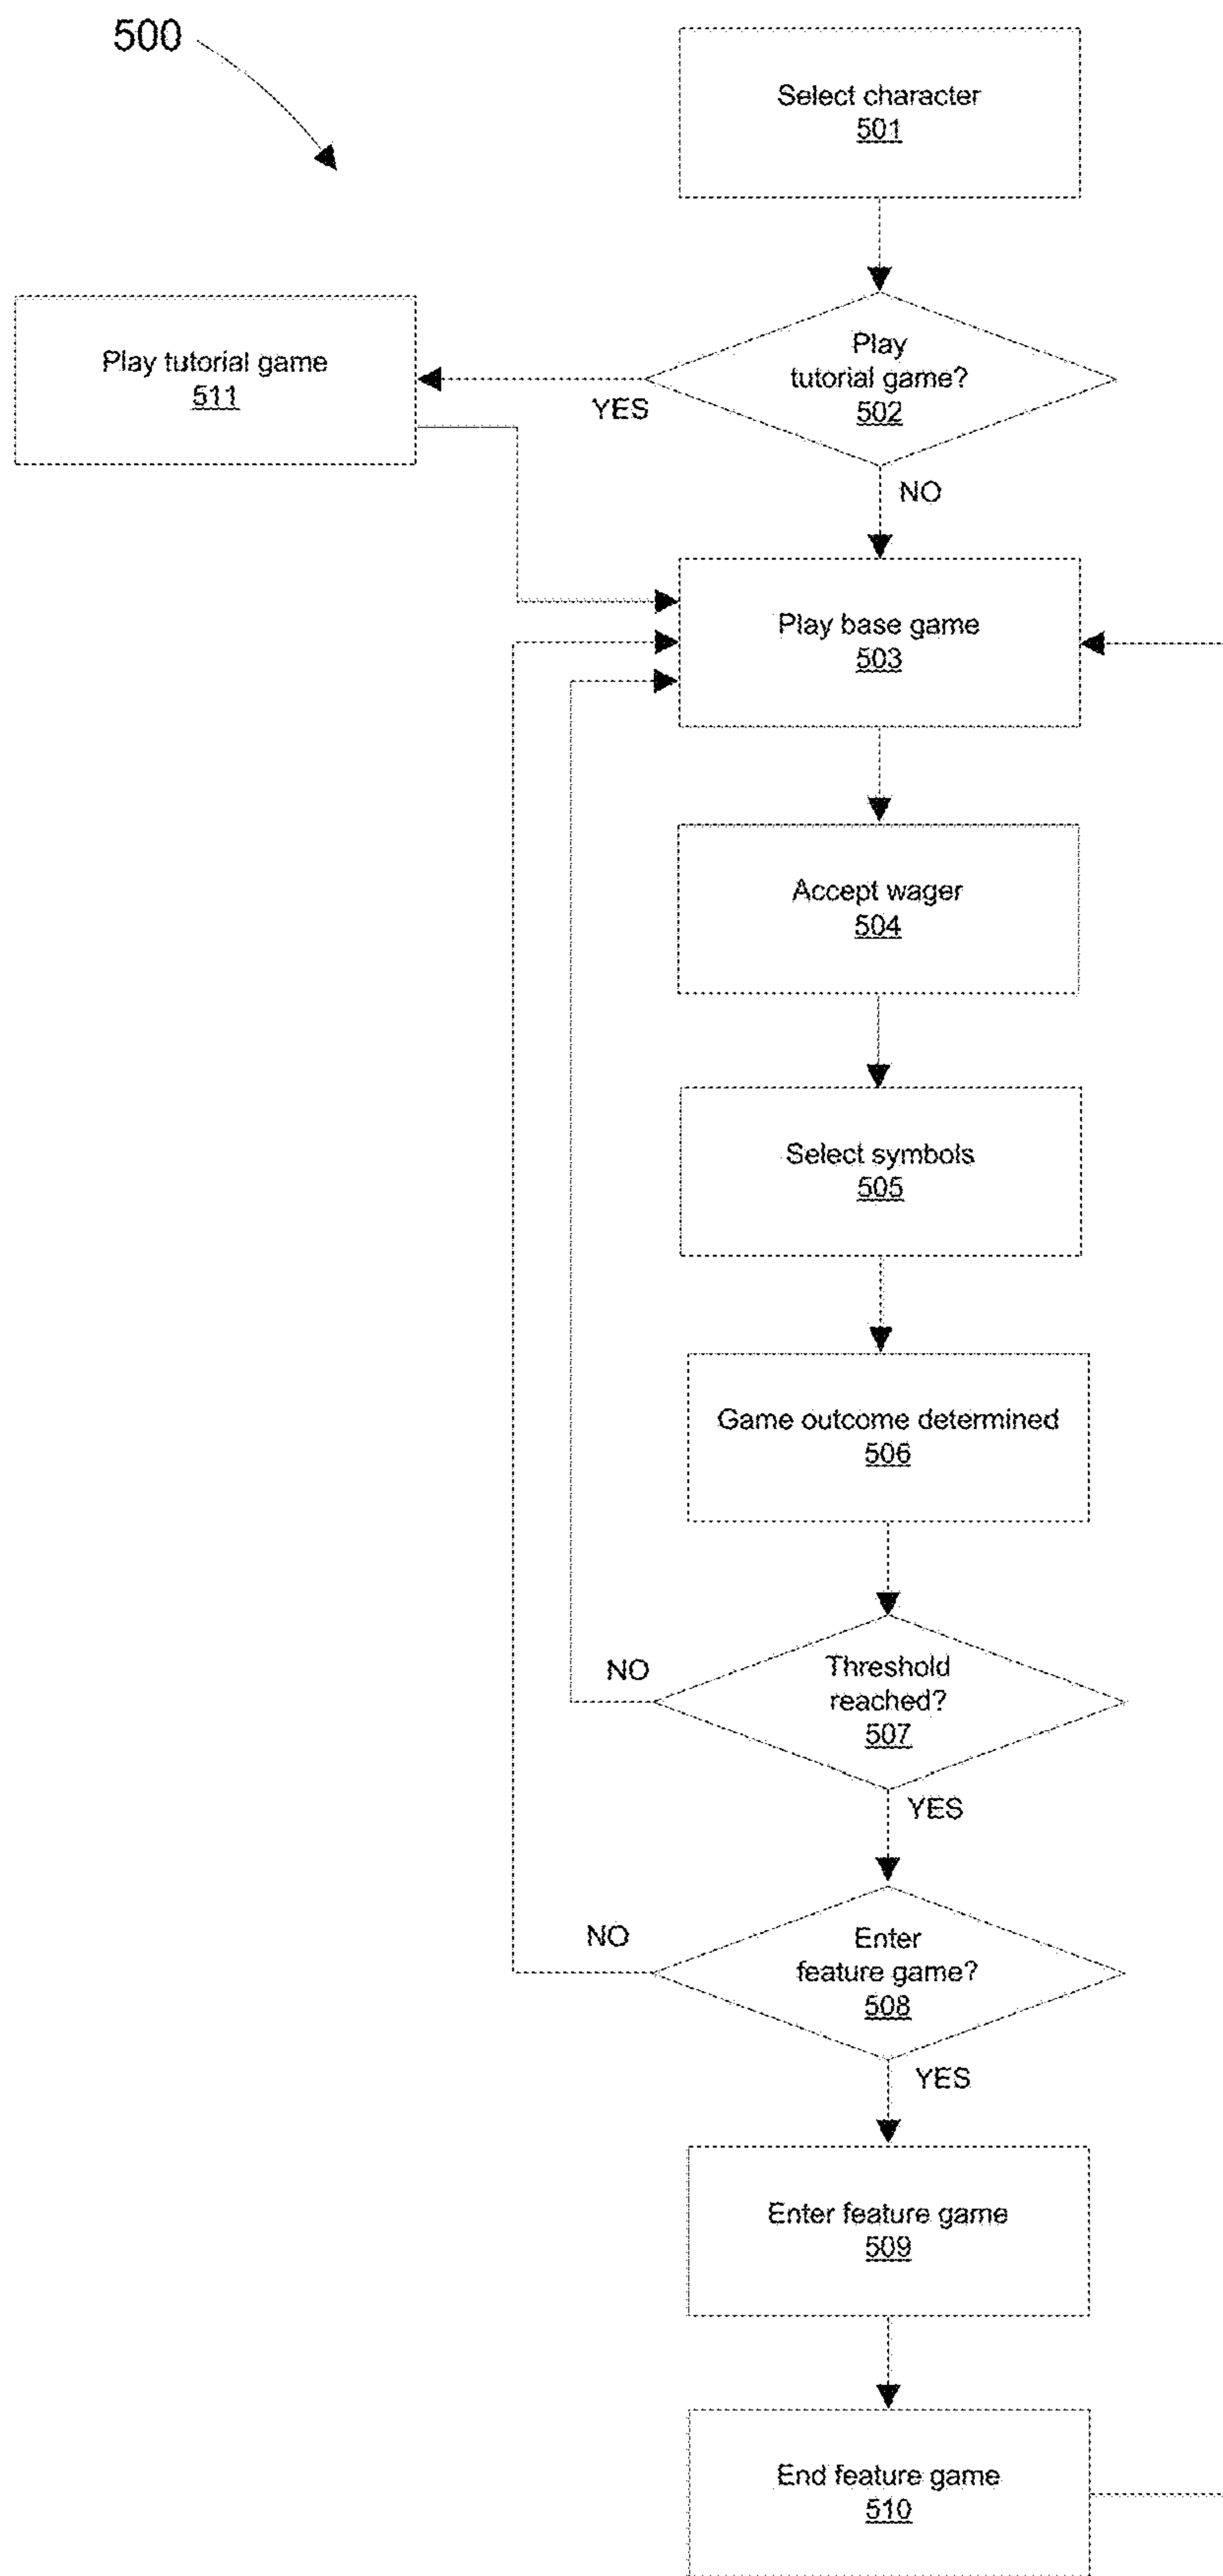 500
Select character
501
Play
tutorial game?
502
Play tutorial game
511
YES
NO
Play base game
503
Accept wager
504
Select symbols
505
Game outcome determined
506
Threshold
reached?
507
NO
YES
Enter
feature game?
508
NO
YES
Enter feature game
509
End feature game
510